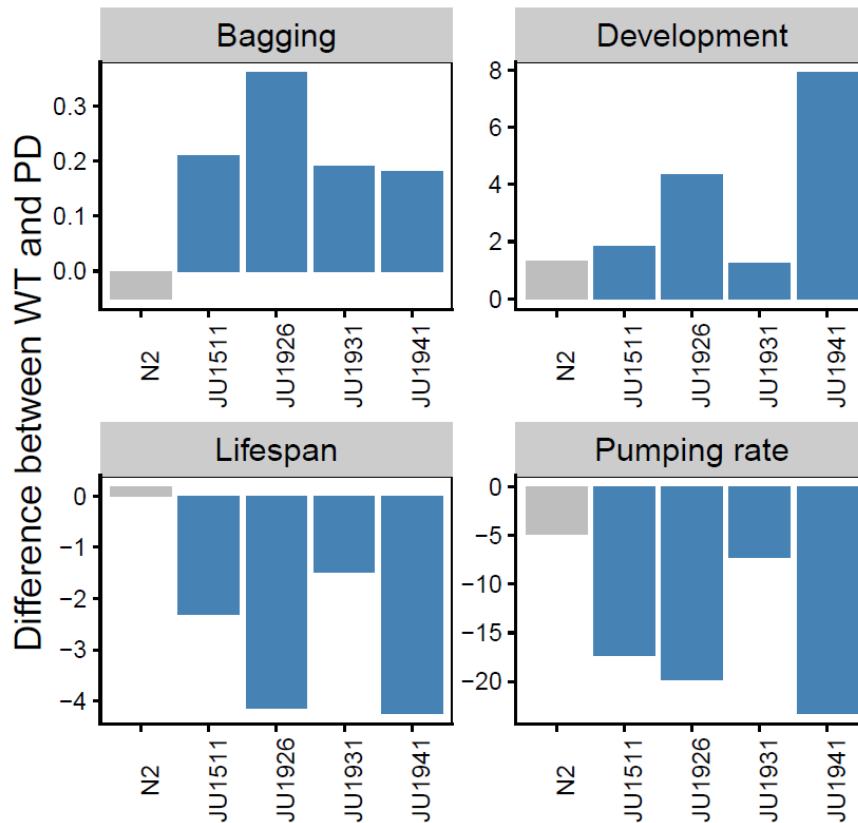 Difference between WT and PD
Bagging
0.3
0.2
0.1
0.0
N2
JU1511
JU1926
JU1931
JU1941
Development
8
6
4
2
0
N2
JU1511
JU1926
JU1931
JU1941
Lifespan
0
−1
−2
−3
−4
N2
JU1511
JU1926
JU1931
JU1941
Pumping rate
0
−5
−10
−15
−20
N2
JU1511
JU1926
JU1931
JU1941